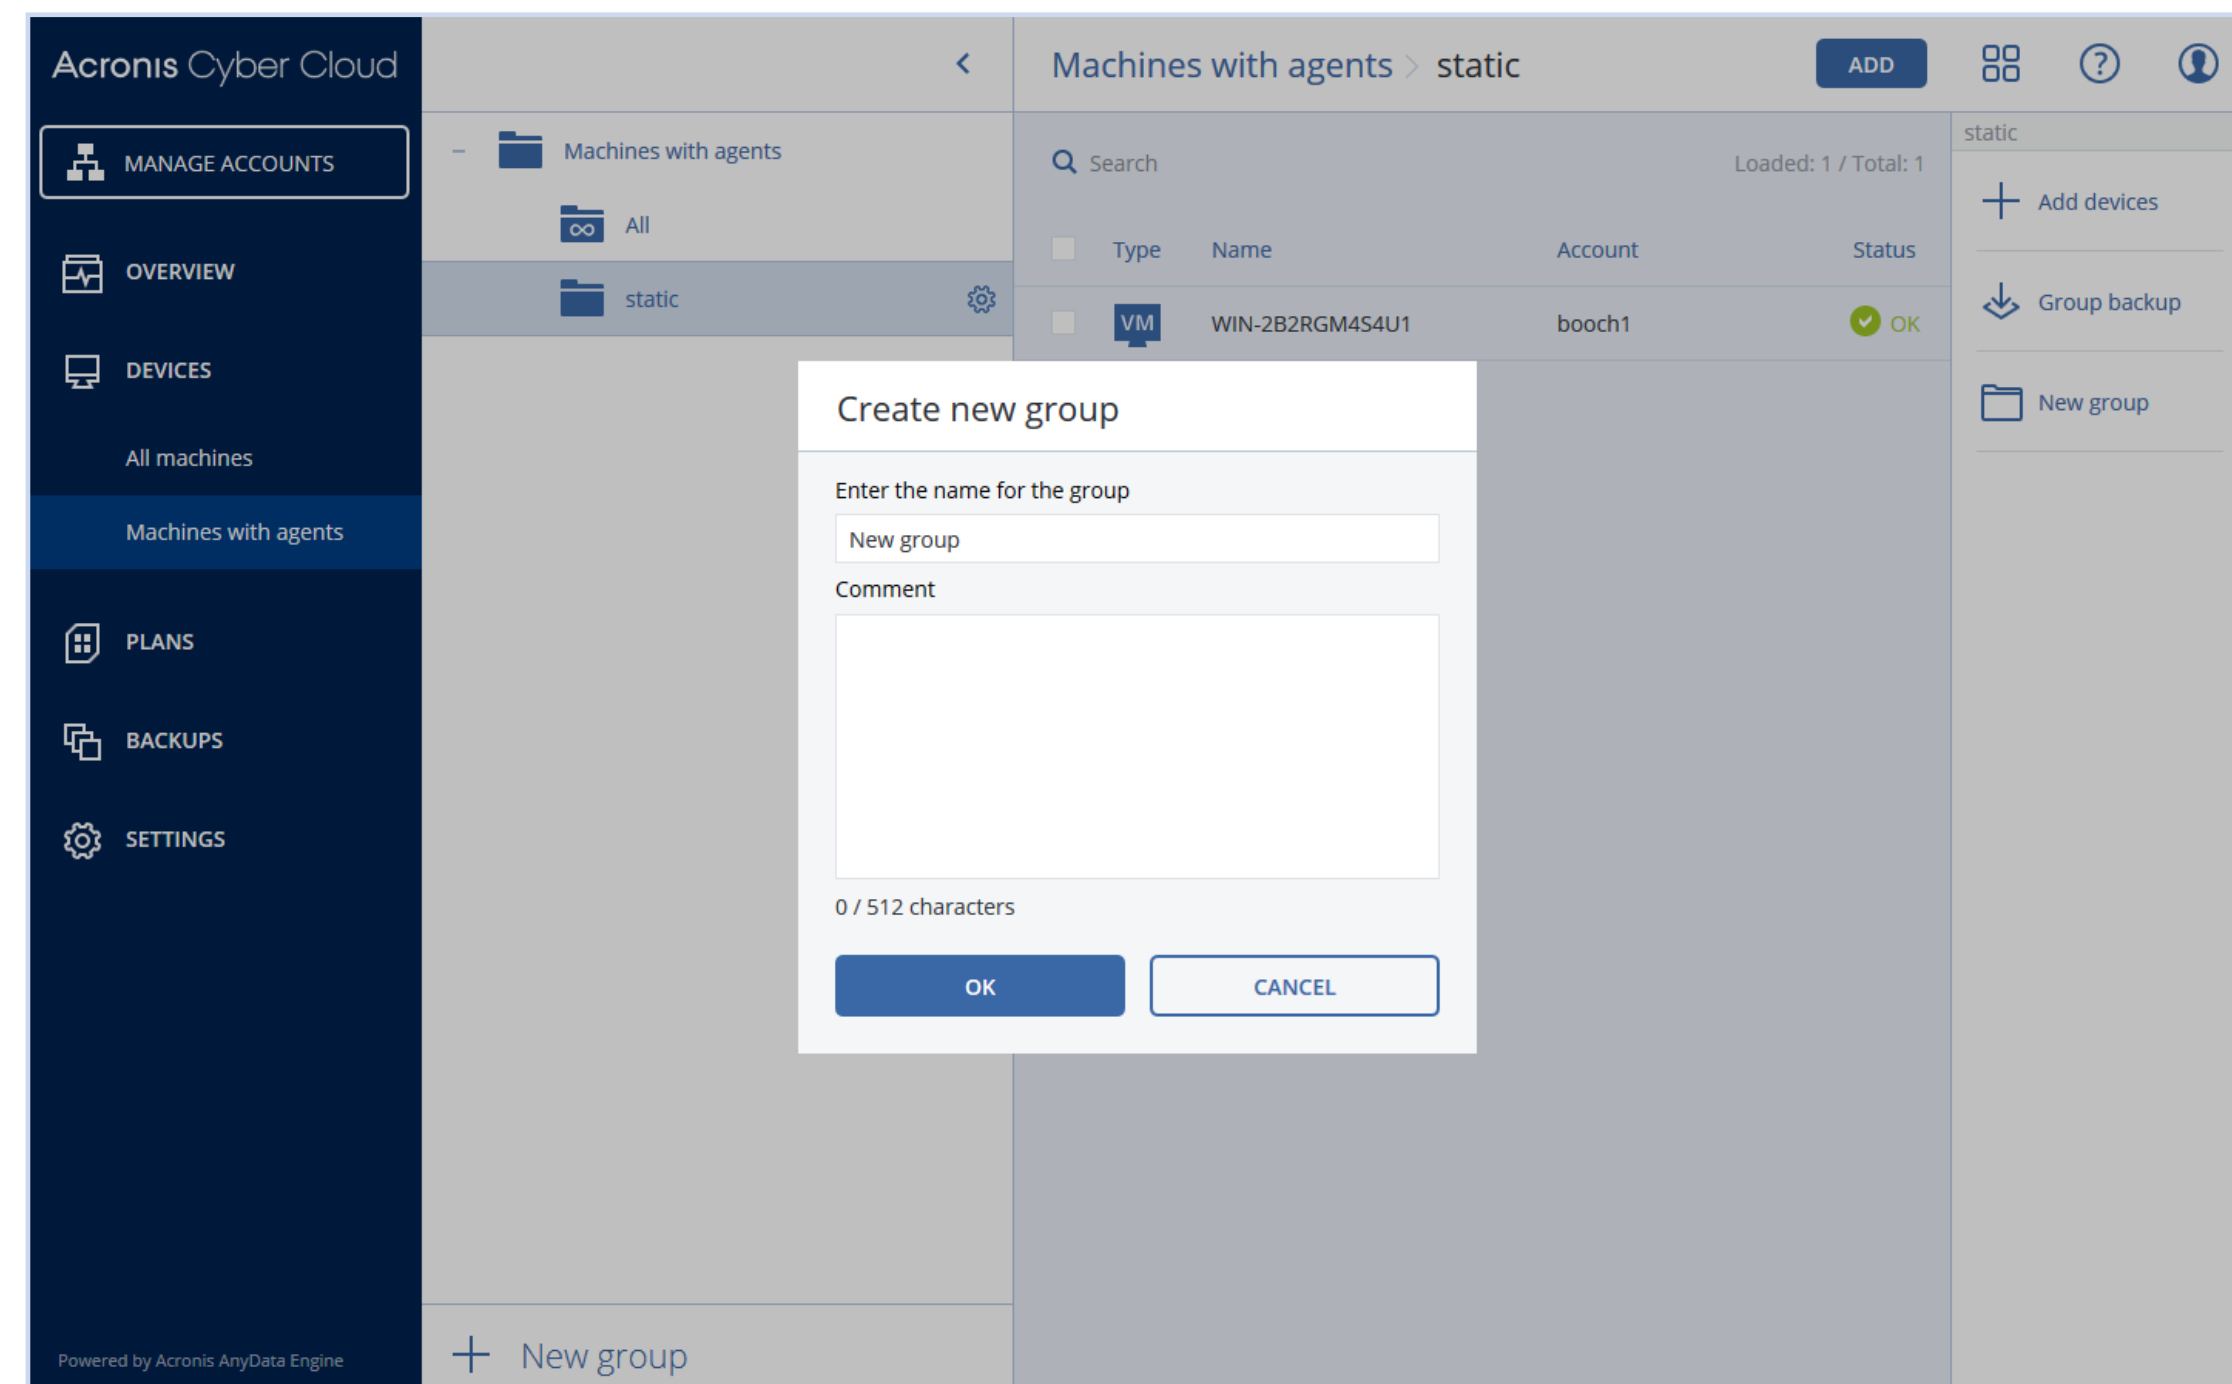 Acronis Cyber Cloud
MANAGE ACCOUNTS
OVERVIEW
DEVICES
All machines
Machines with agents
PLANS
BACKUPS
SETTINGS
Powered by Acronis AnyData Engine
Machines with agents
All
static
New group
Machines with agents > static
ADD
Search
Loaded: 1 / Total: 1
Type Name Account Status
VM WIN-2B2RGM4S4U1 booch1 OK
static
Add devices
Group backup
New group
Create new group
Enter the name for the group
New group
Comment
0 / 512 characters
OK CANCEL